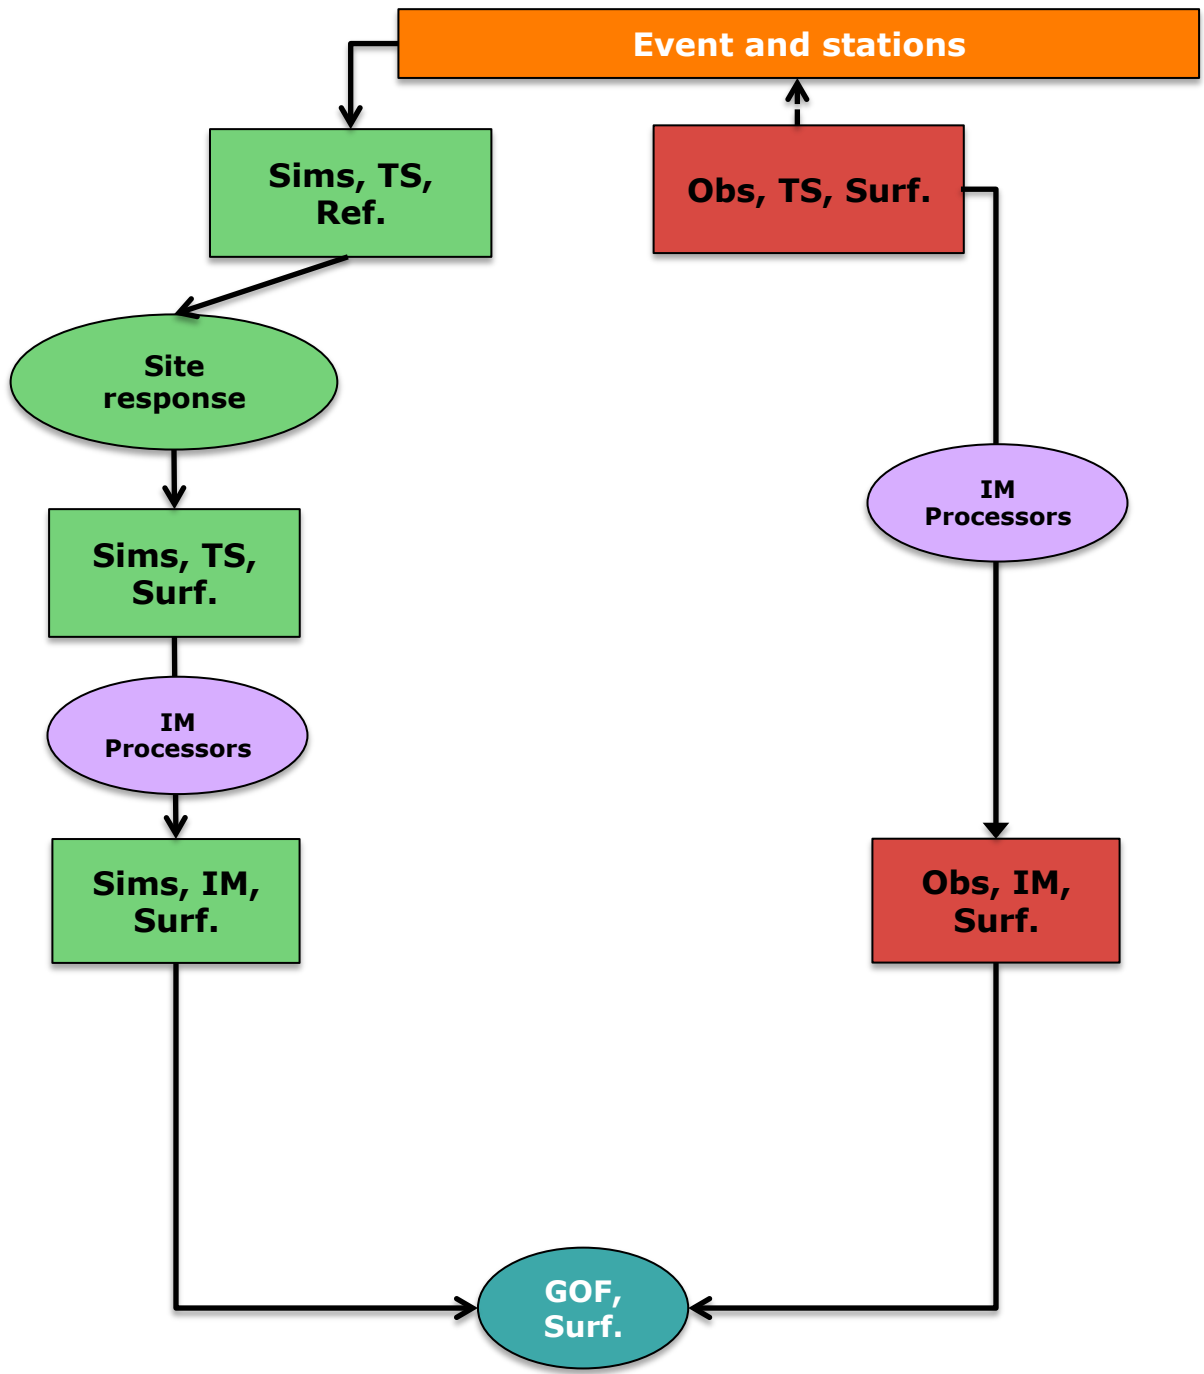 Event and stations
Sims, TS,
Ref.
Obs, TS, Surf.
Site
response
IM
Processors
Sims, TS,
Surf.
IM
Processors
Sims, IM,
Surf.
Obs, IM,
Surf.
GOF,
Surf.